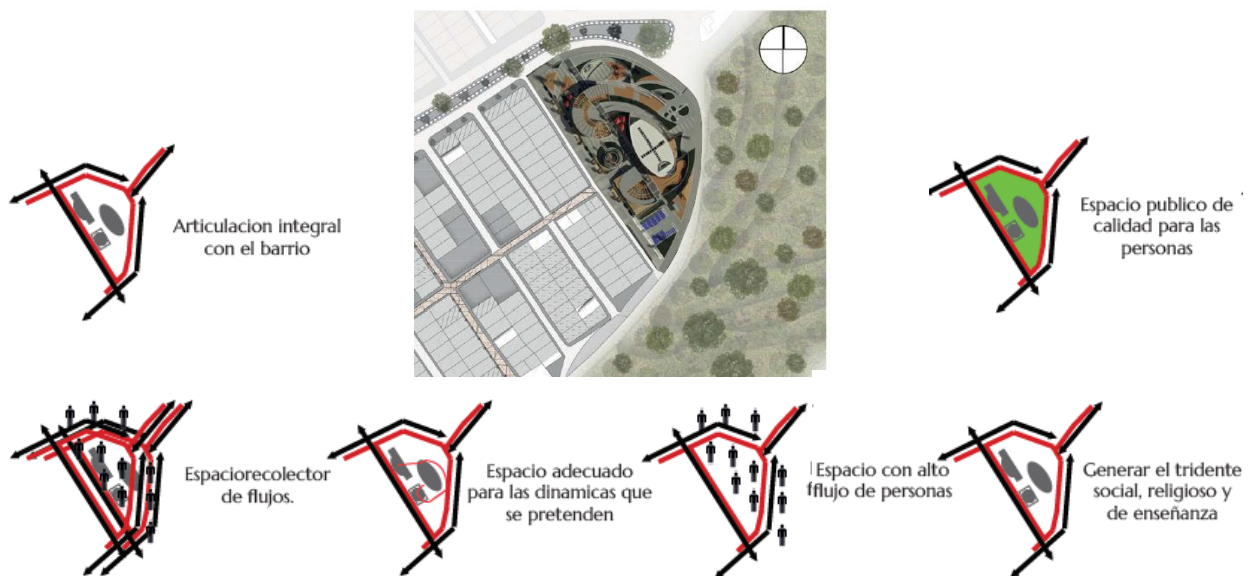 Articulacion integral
con el barrio
Espacio publico de
calidad para las
personas
Espaciorecolector
de flujos.
Espacio adecuado
para las dinamicas que
se pretenden
Espacio con alto
fflujo de personas
Generar el tridente
social, religioso y
de enseñanza